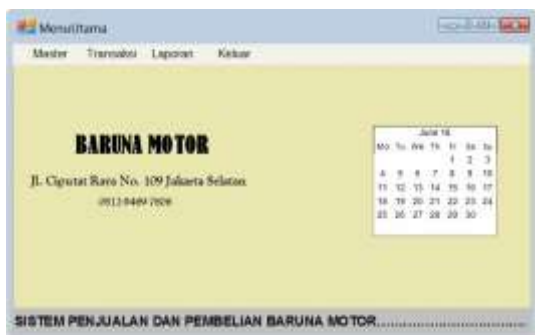 MenuUtama
Master Transaksi Laporan Keluar
BARUNA MOTOR
Jl. Ciputat Raya No. 109 Jakarta Selatan
June 18
Mo Tu We Th Fr Sa Su
1 2 3
4 5 6 7 8 9 10
11 12 13 14 15 16 17
18 19 20 21 22 23 24
25 26 27 28 29 30
SISTEM PENJUALAN DAN PEMBELIAN BARUNA MOTOR................................